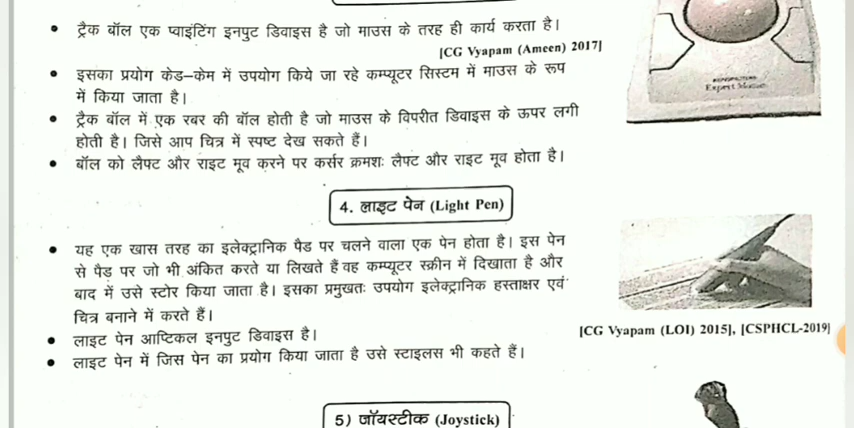 • ट्रैक बॉल एक प्वाइंटिंग इनपुट डिवाइस है जो माउस के तरह ही कार्य करता है।
[CG Vyapam (Ameen) 2017]
• इसका प्रयोग केड–केम में उपयोग किये जा रहे कम्प्यूटर सिस्टम में माउस के रूप
में किया जाता है।
• ट्रैक बॉल में एक रबर की बॉल होती है जो माउस के विपरीत डिवाइस के ऊपर लगी
होती है। जिसे आप चित्र में स्पष्ट देख सकते हैं।
• बॉल को लैफ्ट और राइट मूव करने पर कर्सर क्रमशः लैफ्ट और राइट मूव होता है।
Expert Mouse
4. लाइट पेन (Light Pen)
• यह एक खास तरह का इलेक्ट्रानिक पैड पर चलने वाला एक पेन होता है। इस पेन
से पैड़ पर जो भी अंकित करते या लिखते हैं वह कम्प्यूटर स्क्रीन में दिखाता है और
बाद में उसे स्टोर किया जाता है। इसका प्रमुखतः उपयोग इलेक्ट्रानिक हस्ताक्षर एवं
चित्र बनाने में करते हैं।
• लाइट पेन आप्टिकल इनपुट डिवाइस है।
[CG Vyapam (LOI) 2015], [CSPHCL-2019]
• लाइट पेन में जिस पेन का प्रयोग किया जाता है उसे स्टाइलस भी कहते हैं।
5) जॉयस्टीक (Joystick)